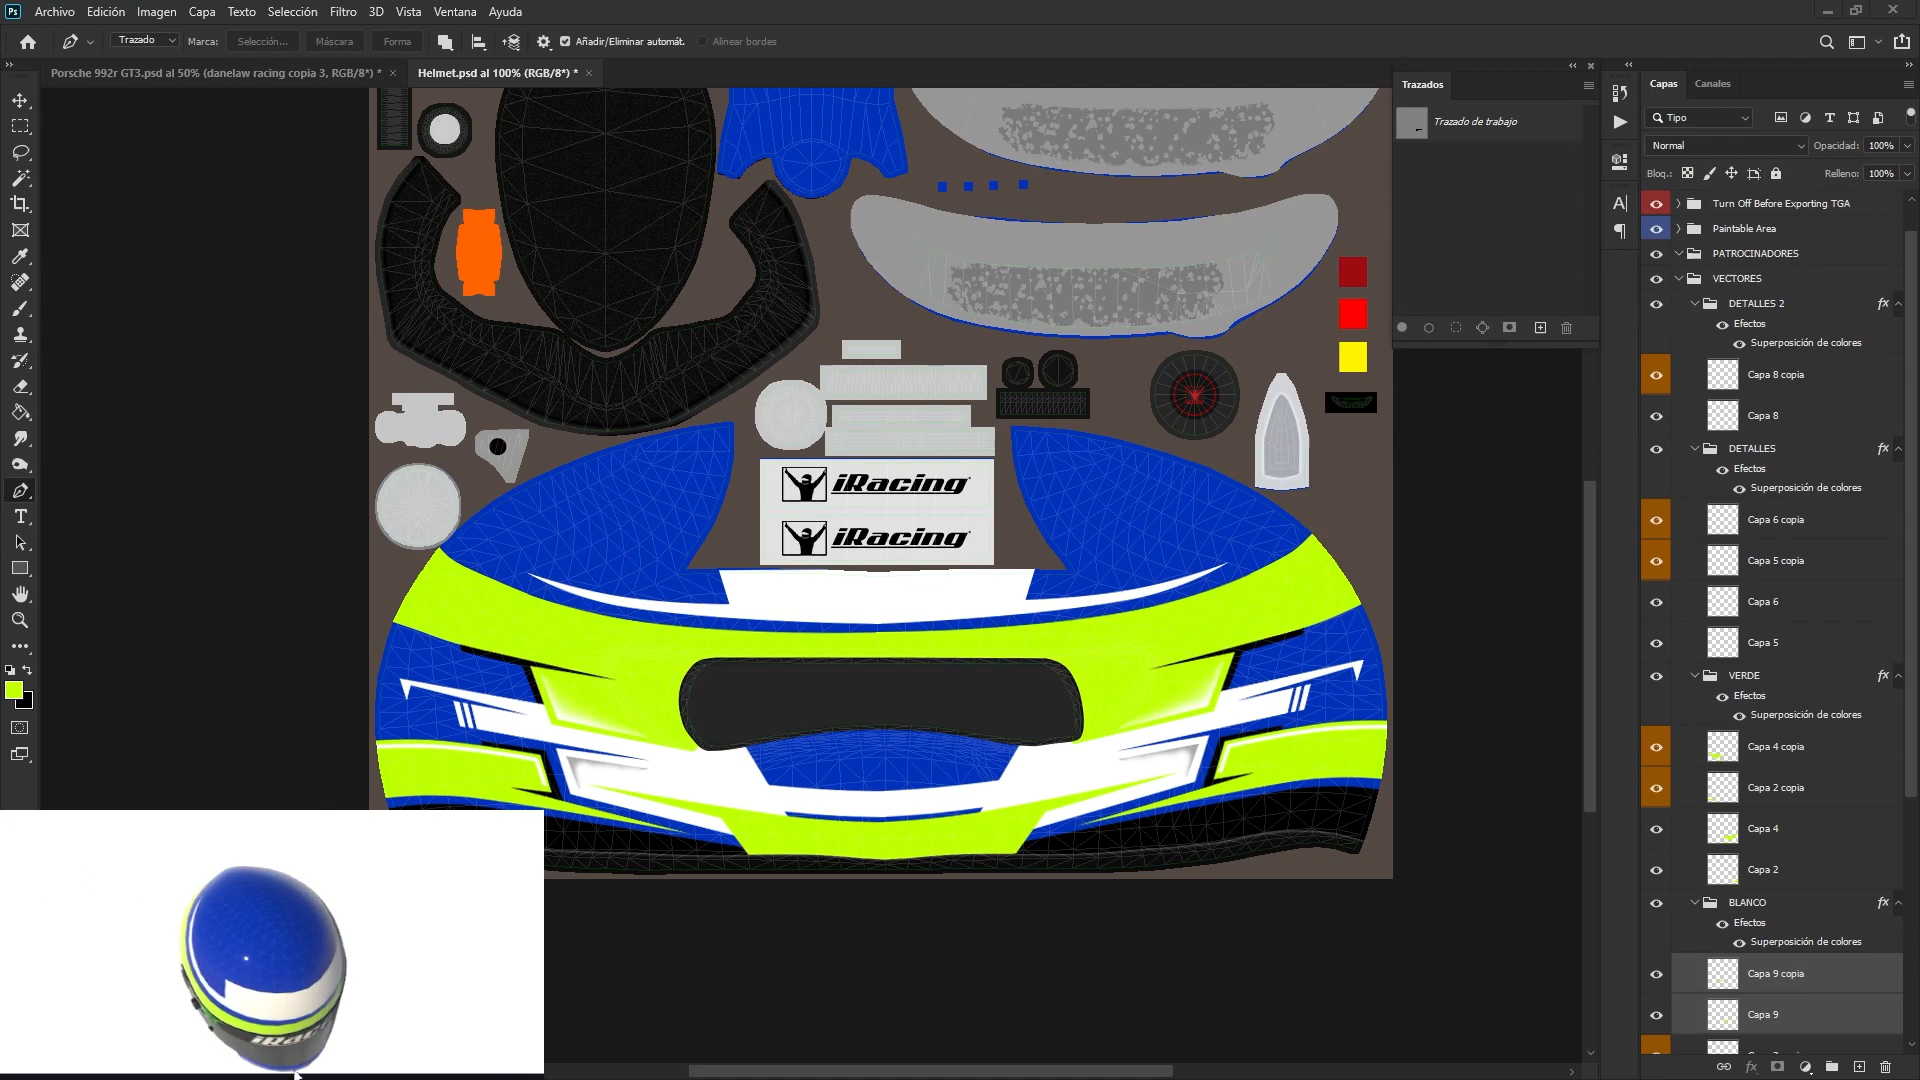 Ps Archivo Edición Imagen Capa Texto Selección Filtro 3D Vista Ventana Ayuda
Trazado Marca: Selección... Máscara Forma Añadir/Eliminar automát. Alinear bordes
Porsche 992r GT3.psd al 50% (danelaw racing copia 3, RGB/8*) * Helmet.psd al 100% (RGB/8*) *
Trazados
Trazado de trabajo
Capas Canales
Tipo
Normal Opacidad: 100%
Bloq.: Relleno: 100%
Turn Off Before Exporting TGA
Paintable Area
PATROCINADORES
VECTORES
DETALLES 2 fx
Efectos
Superposición de colores
Capa 8 copia
Capa 8
DETALLES fx
Efectos
Superposición de colores
Capa 6 copia
Capa 5 copia
Capa 6
Capa 5
VERDE fx
Efectos
Superposición de colores
Capa 4 copia
Capa 2 copia
Capa 4
Capa 2
BLANCO fx
Efectos
Superposición de colores
Capa 9 copia
Capa 9
iRacing
iRacing